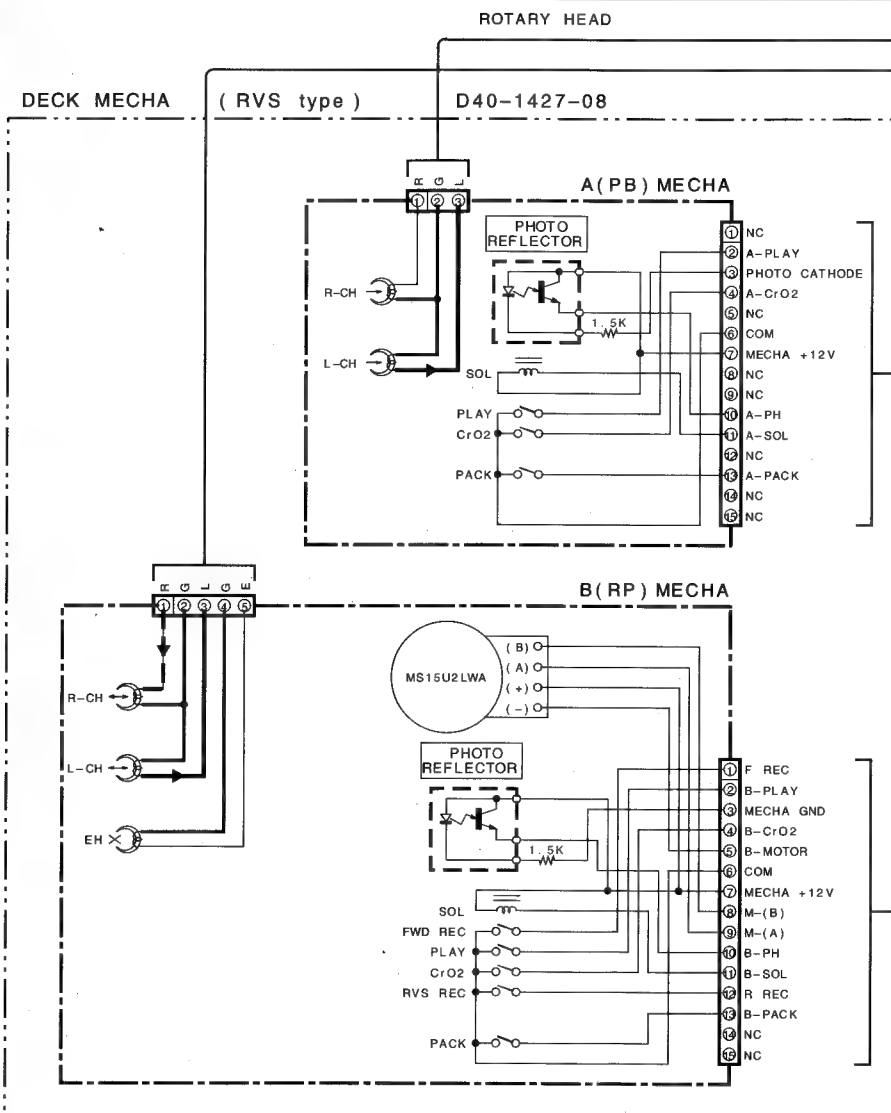 ROTARY HEAD
DECK MECHA (RVS type) D40-1427-08
R G L
A(PB) MECHA
1 2 3
PHOTO REFLECTOR
1 NC
2 A-PLAY
3 PHOTO CATHODE
4 A-CrO2
5 NC
6 COM
7 MECHA +12V
8 NC
9 NC
10 A-PH
11 A-SOL
12 NC
13 A-PACK
14 NC
15 NC
R-CH
1.5K
L-CH
SOL
PLAY
CrO2
PACK
R G L G E
B(RP) MECHA
1 2 3 4 5
(B)
MS15U2LWA
(A)
(+)
(-)
R-CH
L-CH
EH
PHOTO REFLECTOR
1.5K
1 F REC
2 B-PLAY
3 MECHA GND
4 B-CrO2
5 B-MOTOR
6 COM
7 MECHA +12V
8 M-(B)
9 M-(A)
10 B-PH
11 B-SOL
12 R REC
13 B-PACK
14 NC
15 NC
SOL
FWD REC
PLAY
CrO2
RVS REC
PACK